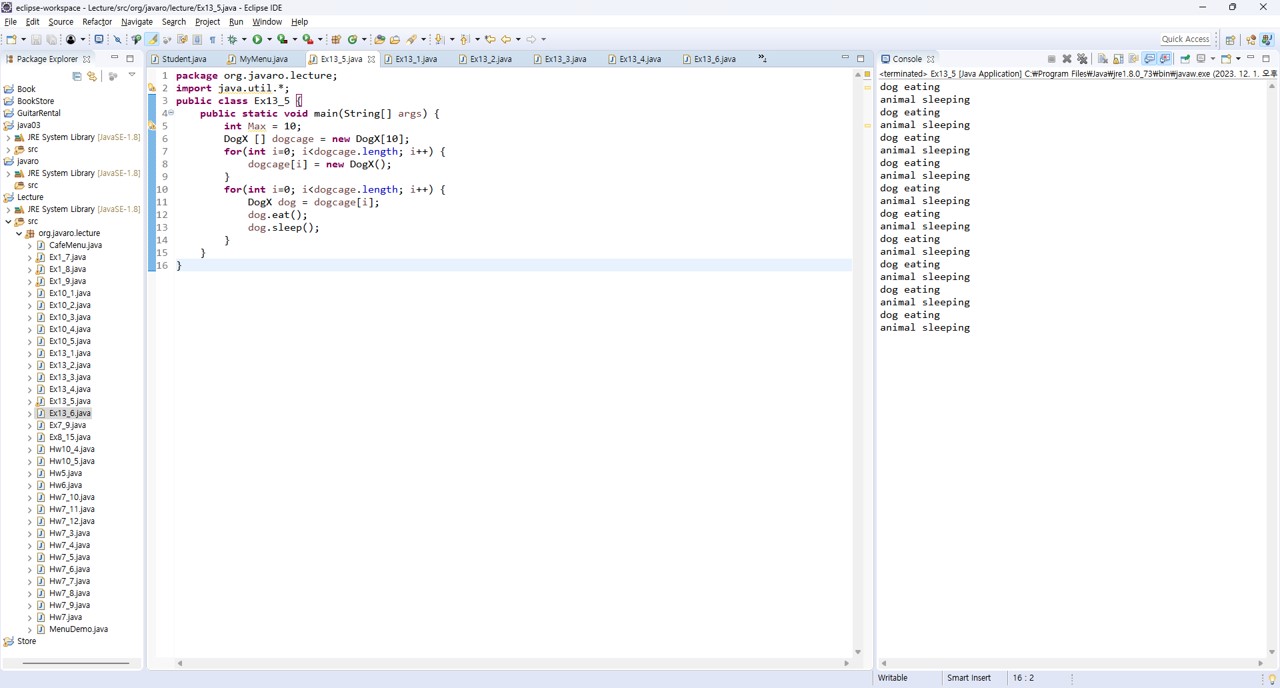 eclipse-workspace - Lecture/src/org/javaro/lecture/Ex13_5.java - Eclipse IDE
File Edit Source Refactor Navigate Search Project Run Window Help
Quick Access
Package Explorer
Student.java MyMenu.java Ex13_5.java Ex13_1.java Ex13_2.java Ex13_3.java Ex13_4.java Ex13_6.java
Console
Book
BookStore
GuitarRental
java03
JRE System Library [JavaSE-1.8]
src
javaro
JRE System Library [JavaSE-1.8]
src
Lecture
JRE System Library [JavaSE-1.8]
src
org.javaro.lecture
CafeMenu.java
Ex1_7.java
Ex1_8.java
Ex1_9.java
Ex10_1.java
Ex10_2.java
Ex10_3.java
Ex10_4.java
Ex10_5.java
Ex13_1.java
Ex13_2.java
Ex13_3.java
Ex13_4.java
Ex13_5.java
Ex13_6.java
Ex7_9.java
Ex8_15.java
Hw10_4.java
Hw10_5.java
Hw5.java
Hw6.java
Hw7_10.java
Hw7_11.java
Hw7_12.java
Hw7_3.java
Hw7_4.java
Hw7_5.java
Hw7_6.java
Hw7_7.java
Hw7_8.java
Hw7_9.java
Hw7.java
MenuDemo.java
Store
1 package org.javaro.lecture;
2 import java.util.*;
3 public class Ex13_5 {
4 public static void main(String[] args) {
5 int Max = 10;
6 DogX [] dogcage = new DogX[10];
7 for(int i=0; i<dogcage.length; i++) {
8 dogcage[i] = new DogX();
9 }
10 for(int i=0; i<dogcage.length; i++) {
11 DogX dog = dogcage[i];
12 dog.eat();
13 dog.sleep();
14 }
15 }
16 }
<terminated> Ex13_5 [Java Application] C:₩Program Files₩Java₩jre1.8.0_73₩bin₩javaw.exe (2023. 12. 1. 오후
dog eating
animal sleeping
dog eating
animal sleeping
dog eating
animal sleeping
dog eating
animal sleeping
dog eating
animal sleeping
dog eating
animal sleeping
dog eating
animal sleeping
dog eating
animal sleeping
dog eating
animal sleeping
dog eating
animal sleeping
Writable Smart Insert 16 : 2